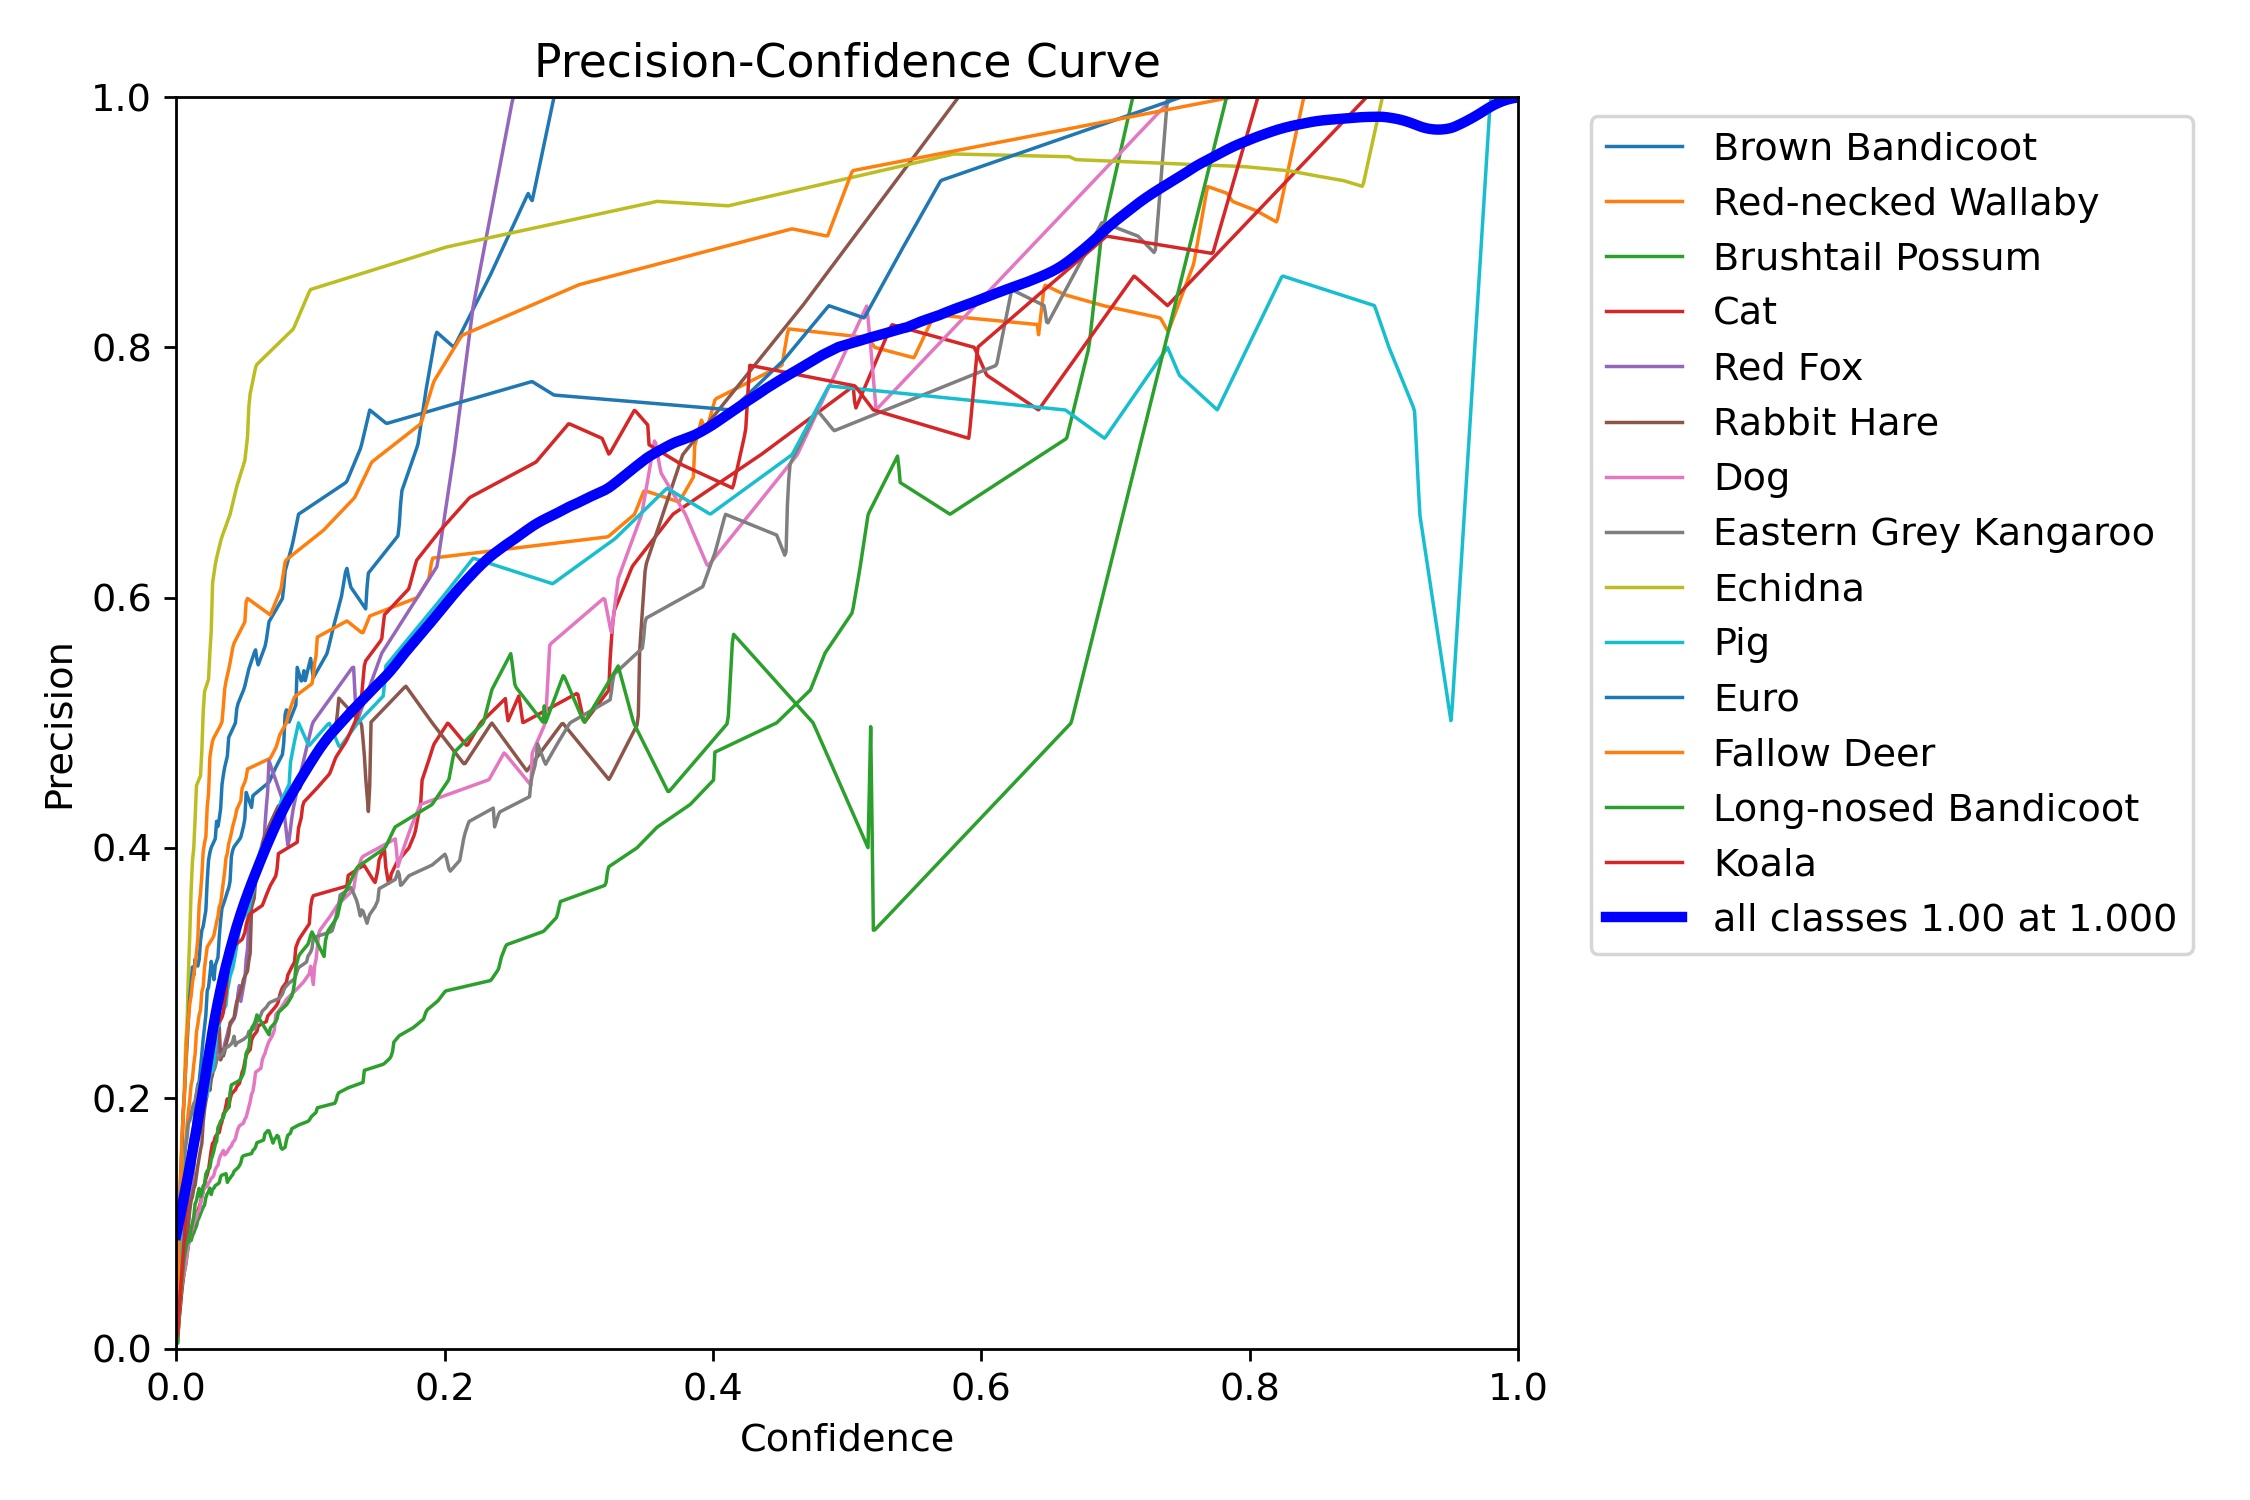 Precision-Confidence Curve
1.0
0.8
0.6
0.4
0.2
0.0
Precision
0.0 0.2 0.4 0.6 0.8 1.0
Confidence
Brown Bandicoot
Red-necked Wallaby
Brushtail Possum
Cat
Red Fox
Rabbit Hare
Dog
Eastern Grey Kangaroo
Echidna
Pig
Euro
Fallow Deer
Long-nosed Bandicoot
Koala
all classes 1.00 at 1.000